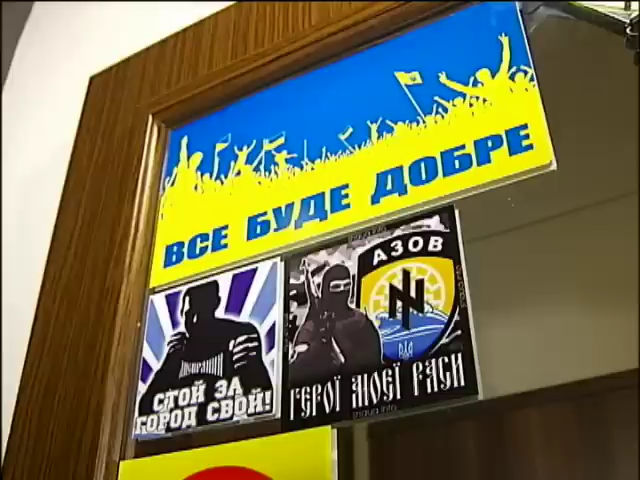 ВСЕ БУДЕ ДОБРЕ
СТОЙ ЗА
ГОРОД СВОЙ!
АЗОВ
ГЕРОЇ МОЄЇ РАСИ